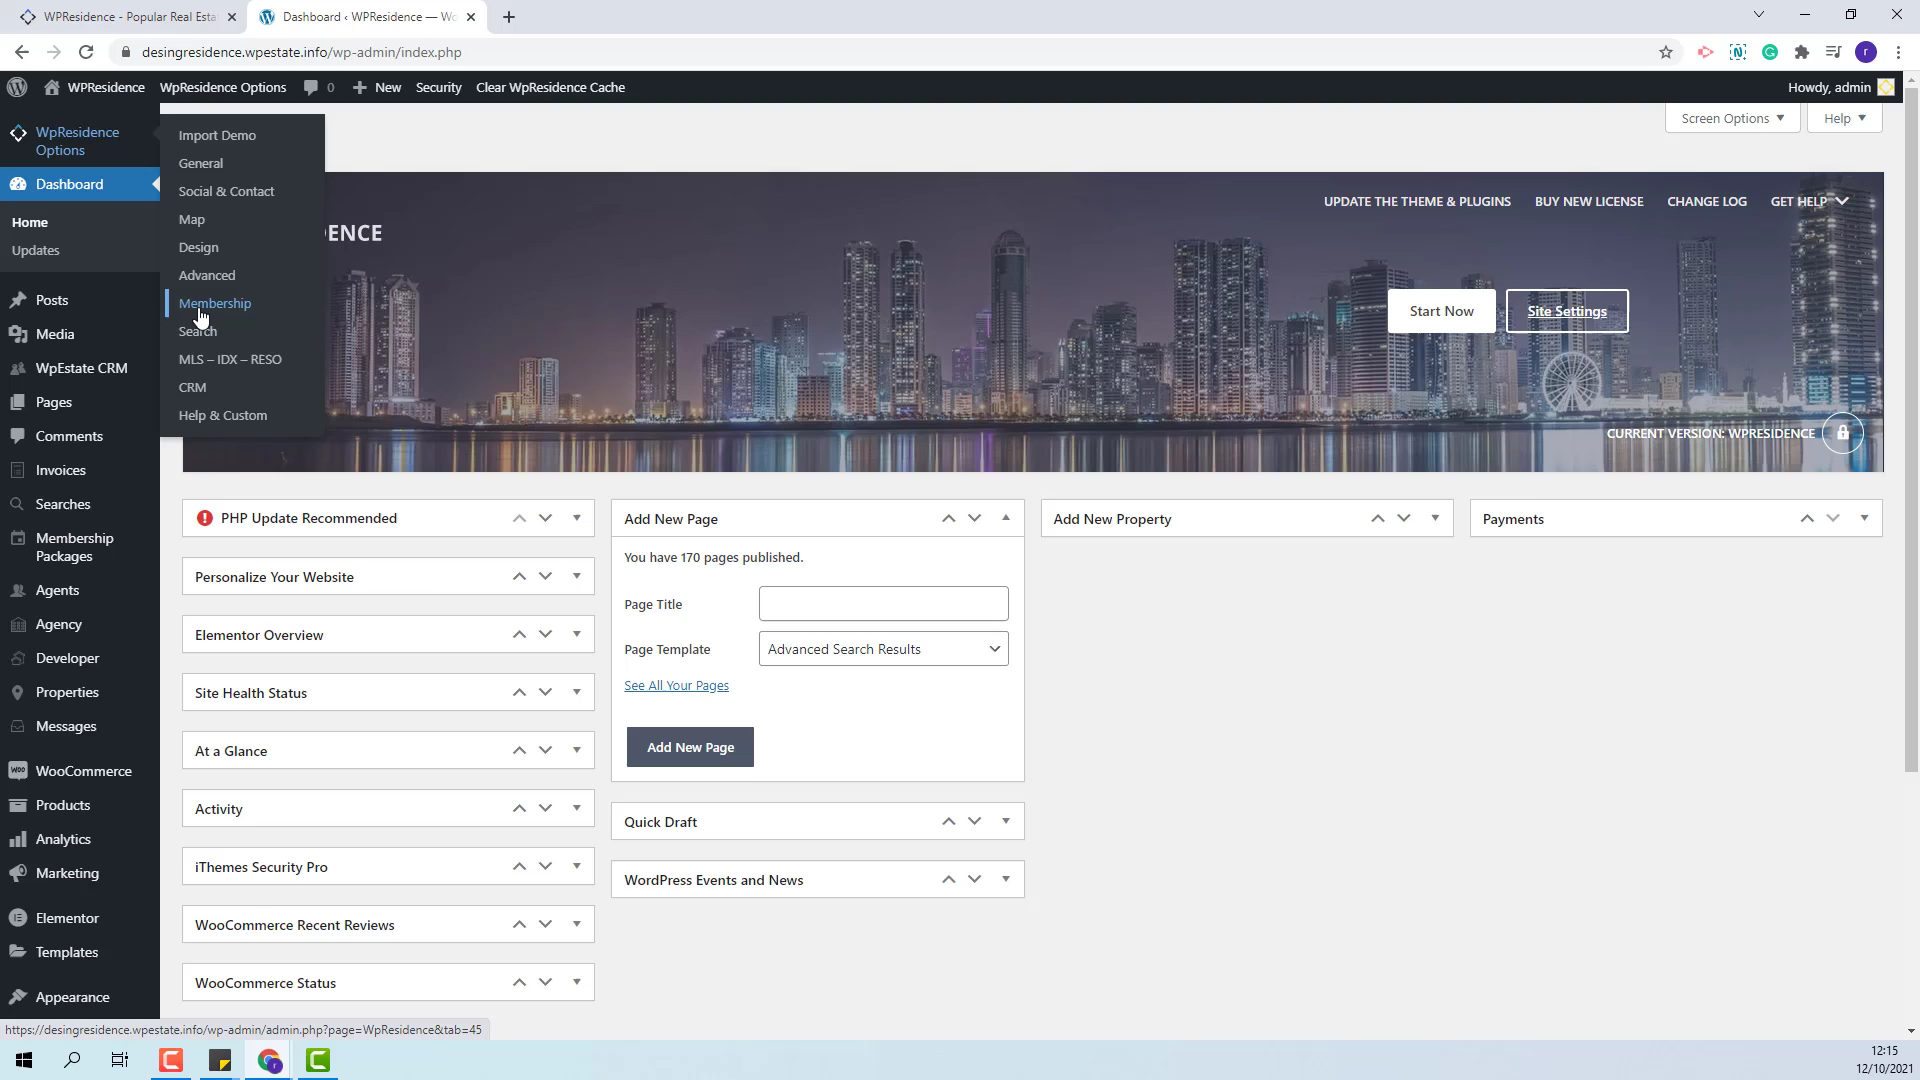 WPResidence - Popular Real Esta
Dashboard ‹ WPResidence — Wo
desingresidence.wpestate.info/wp-admin/index.php
r
WPResidence
WpResidence Options
0
New
Security
Clear WpResidence Cache
Howdy, admin
WpResidence
Options
Dashboard
Home
Updates
Posts
Media
WpEstate CRM
Pages
Comments
Invoices
Searches
Membership
Packages
Agents
Agency
Developer
Properties
Messages
WooCommerce
Products
Analytics
Marketing
Elementor
Templates
Appearance
Import Demo
General
Social & Contact
Map
Design
Advanced
Membership
Search
MLS – IDX – RESO
CRM
Help & Custom
Screen Options
Help
UPDATE THE THEME & PLUGINS
BUY NEW LICENSE
CHANGE LOG
GET HELP
DENCE
Start Now
Site Settings
CURRENT VERSION: WPRESIDENCE
PHP Update Recommended
Personalize Your Website
Elementor Overview
Site Health Status
At a Glance
Activity
iThemes Security Pro
WooCommerce Recent Reviews
WooCommerce Status
Add New Page
You have 170 pages published.
Page Title
Page Template
Advanced Search Results
See All Your Pages
Add New Page
Quick Draft
WordPress Events and News
Add New Property
Payments
https://desingresidence.wpestate.info/wp-admin/admin.php?page=WpResidence&tab=45
12:15
12/10/2021